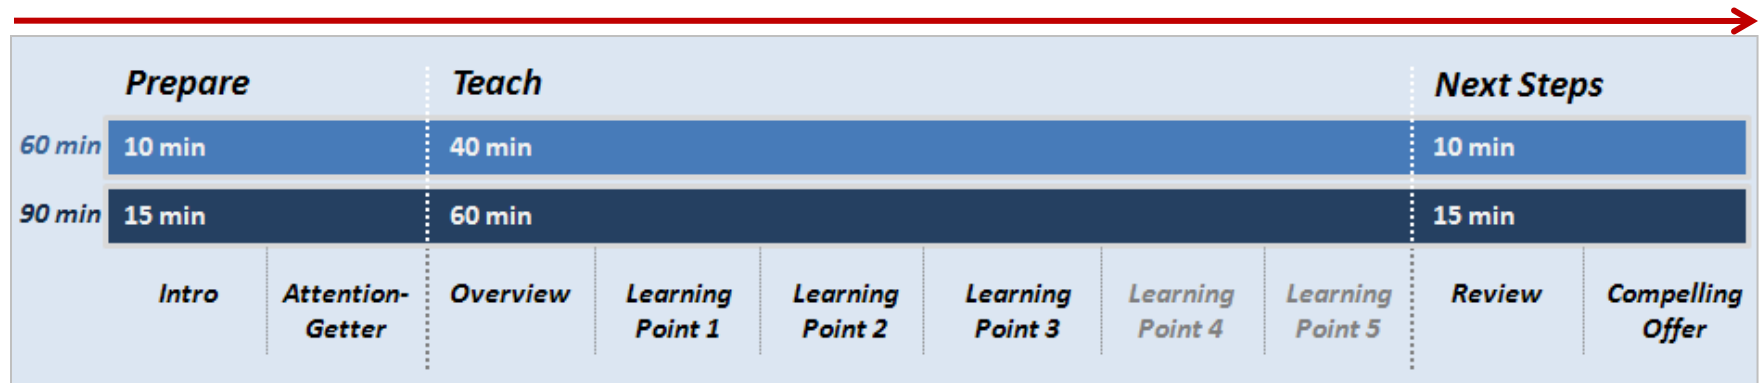 Prepare Teach Next Steps
60 min 10 min 40 min 10 min
90 min 15 min 60 min 15 min
Intro Attention- Overview Learning Learning Learning Learning Learning Review Compelling
Getter Point 1 Point 2 Point 3 Point 4 Point 5 Offer